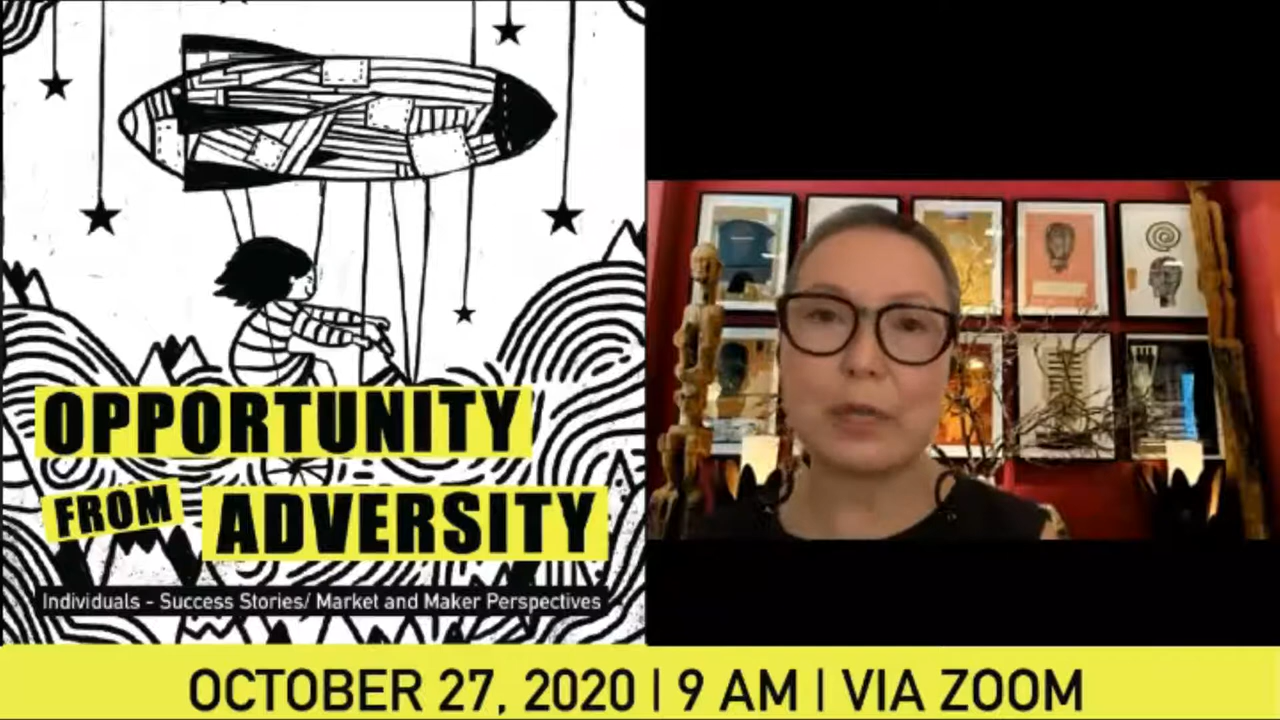 OPPORTUNITY
FROM ADVERSITY
Individuals - Success Stories/ Market and Maker Perspectives
OCTOBER 27, 2020 | 9 AM | VIA ZOOM